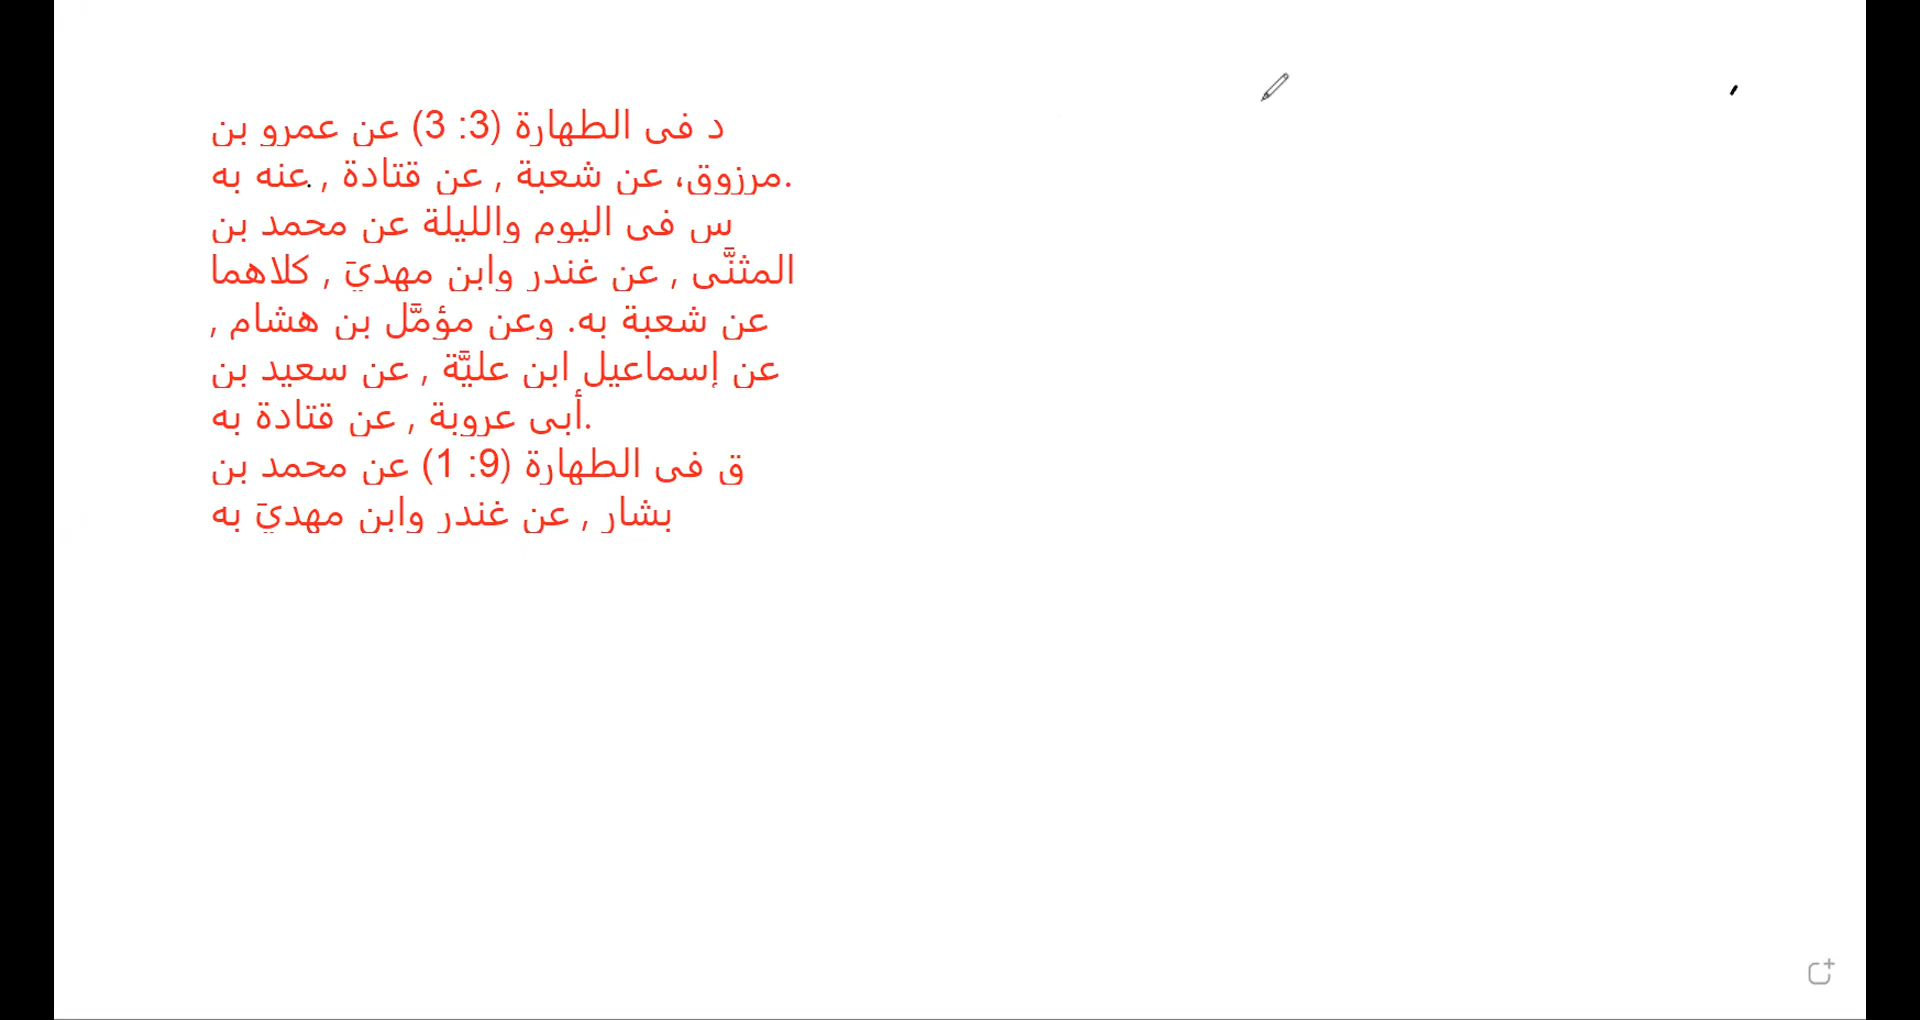 د فى الطهارة (3: 3) عن عمرو بن
مرزوق، عن شعبة , عن قتادة , عنه به.
س فى اليوم والليلة عن محمد بن
المثنَّى , عن غندر وابن مهديّ , كلاهما
عن شعبة به. وعن مؤمَّل بن هشام ,
عن إسماعيل ابن عليَّة , عن سعيد بن
أبى عروبة , عن قتادة به.
ق فى الطهارة (9: 1) عن محمد بن
بشار , عن غندر وابن مهديّ به